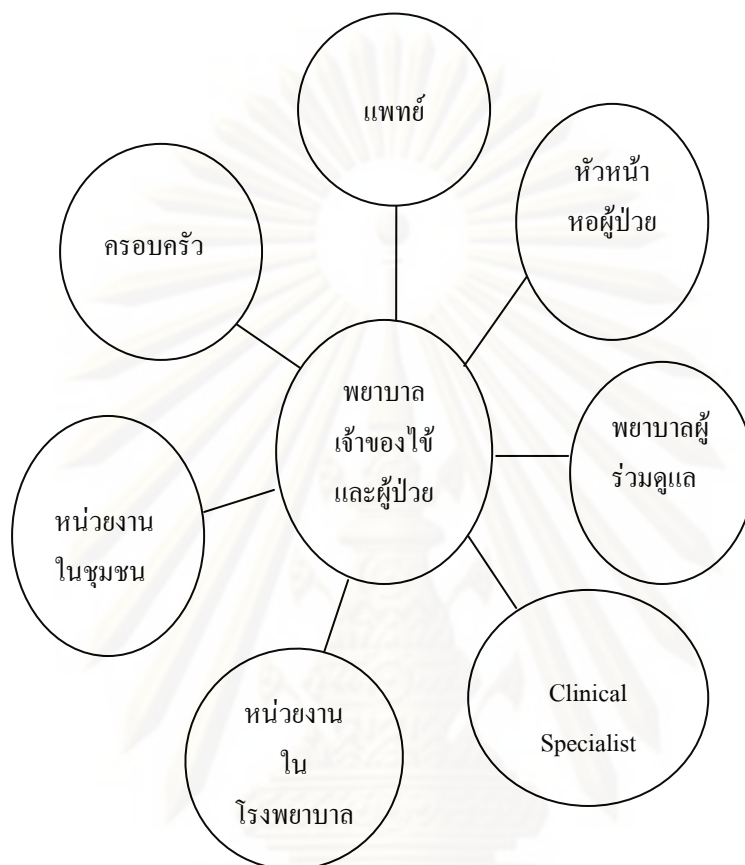 แพทย์
หัวหน้า
หอผู้ป่วย
ครอบครัว
พยาบาล
เจ้าของไข้
และผู้ป่วย
พยาบาลผู้
ร่วมดูแล
หน่วยงาน
ในชุมชน
Clinical
Specialist
หน่วยงาน
ใน
โรงพยาบาล